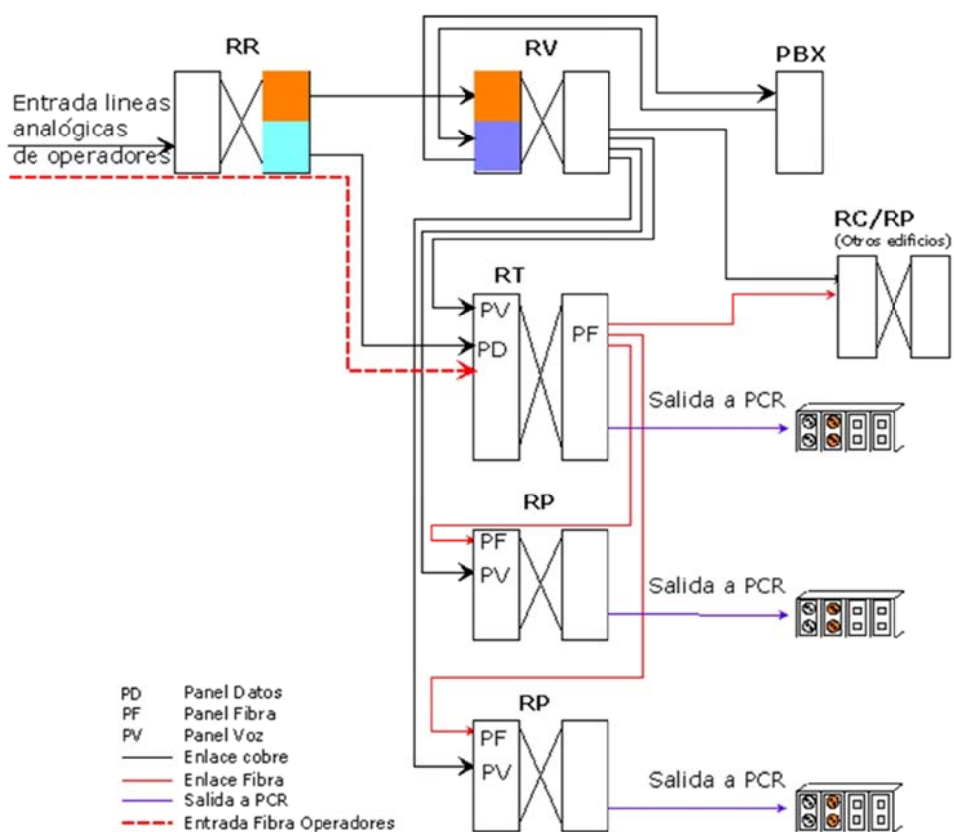 RR
RV
PBX
Entrada lineas
analógicas
de operadores
RC/RP
(Otros edificios)
RT
PV
PD
PF
Salida a PCR
RP
PF
PV
Salida a PCR
RP
PF
PV
Salida a PCR
PD Panel Datos
PF Panel Fibra
PV Panel Voz
Enlace cobre
Enlace Fibra
Salida a PCR
Entrada Fibra Operadores